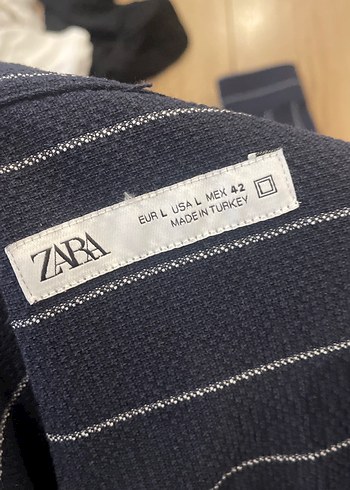 ZARA
EUR L USA L MEX 42
MADE IN TURKEY